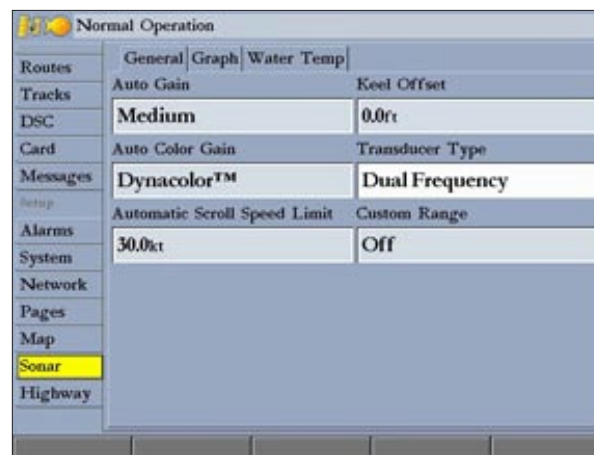 Normal Operation
Routes
Tracks
DSC
Card
Messages
Setup
Alarms
System
Network
Pages
Map
Sonar
Highway
General Graph Water Temp
Auto Gain Keel Offset
Medium 0.0ft
Auto Color Gain Transducer Type
Dynacolor™ Dual Frequency
Automatic Scroll Speed Limit Custom Range
30.0kt Off